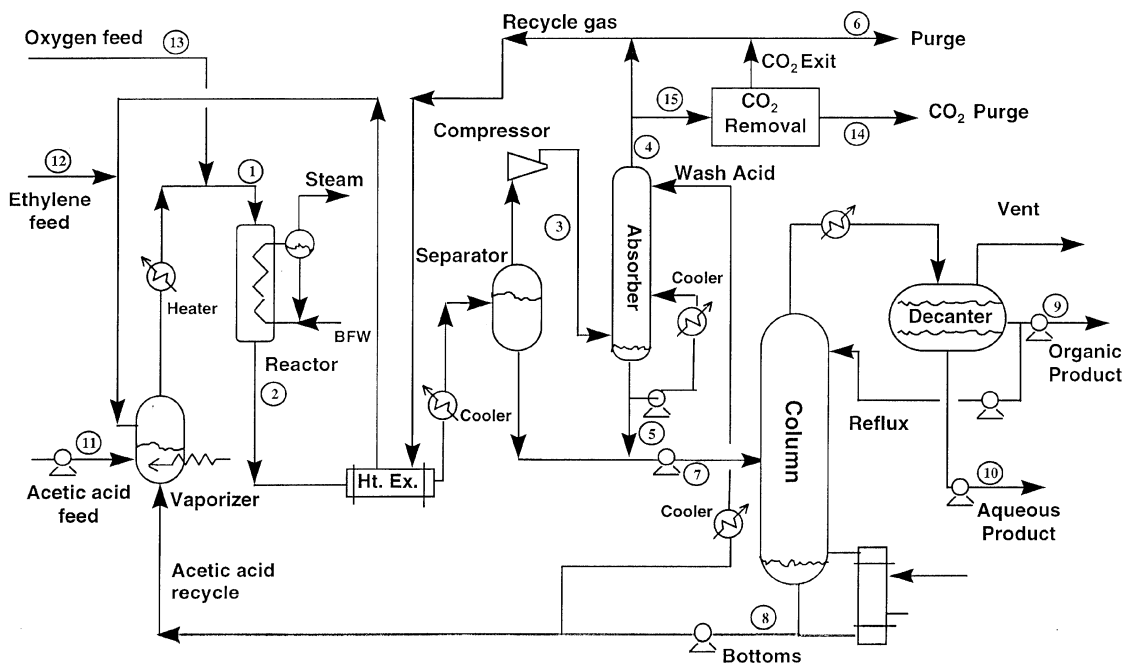 Recycle gas
6
Oxygen feed
13
Purge
CO2 Exit
15
CO2
Removal
CO2 Purge
14
Compressor
4
12
1
Steam
Wash Acid
Ethylene
feed
Vent
3
Absorber
Separator
Cooler
Heater
Decanter
9
BFW
Organic
Product
Reactor
2
Cooler
Column
Reflux
5
11
7
10
Ht. Ex.
Acetic acid
feed
Vaporizer
Cooler
Aqueous
Product
Acetic acid
recycle
8
Bottoms